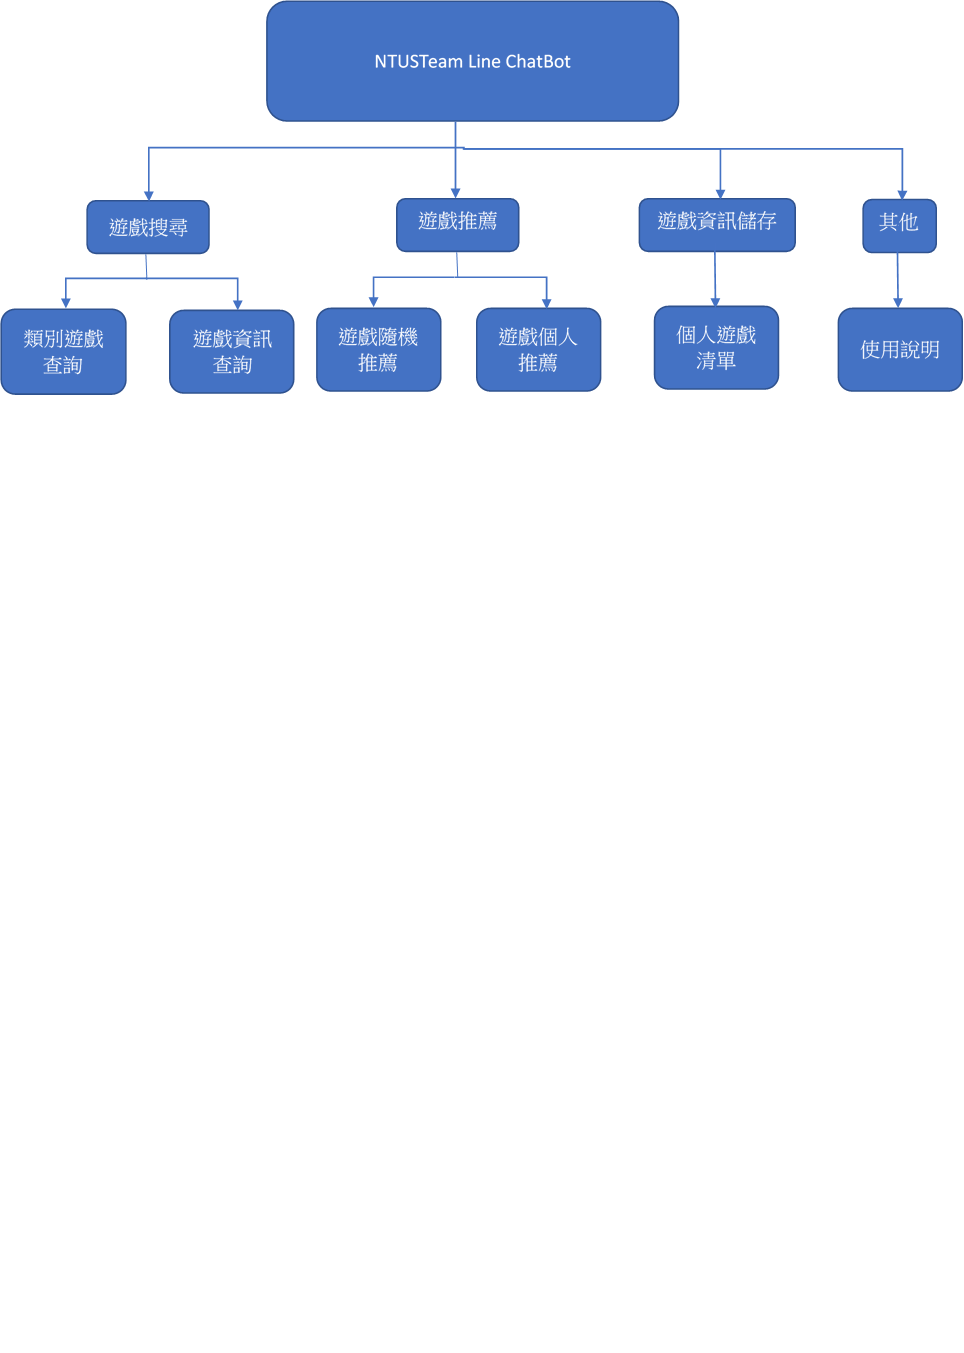 NTUSTeam Line ChatBot
遊戲搜尋
遊戲推薦
遊戲資訊儲存
其他
類別遊戲
查詢
遊戲資訊
查詢
遊戲隨機
推薦
遊戲個人
推薦
個人遊戲
清單
使用說明